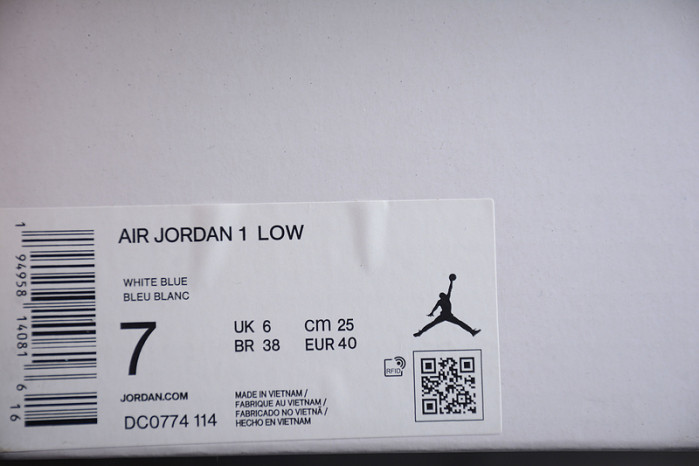 AIR JORDAN 1 LOW
WHITE BLUE
BLEU BLANC
7
UK 6 cm 25
BR 38 EUR 40
RFID
JORDAN.COM
DC0774 114
MADE IN VIETNAM /
FABRIQUE AU VIETNAM /
FABRICADO NO VIETNÃ /
HECHO EN VIETNAM
1 94958 14081 6 16